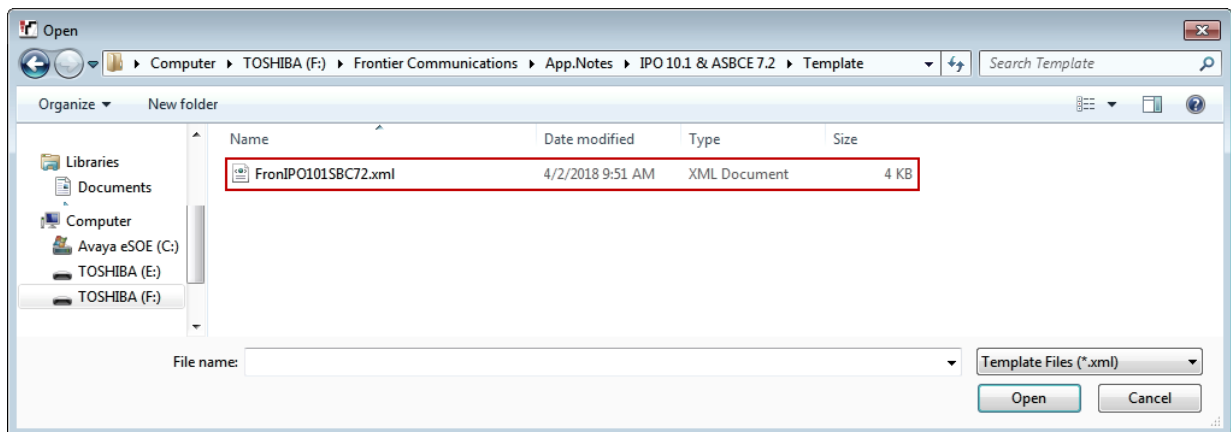 Open
Computer TOSHIBA (F:) Frontier Communications App.Notes IPO 10.1 & ASBCE 7.2 Template Search Template
Organize New folder
Name Date modified Type Size
Libraries
FronIPO101SBC72.xml 4/2/2018 9:51 AM XML Document 4 KB
Documents
Computer
Avaya eSOE (C:)
TOSHIBA (E:)
TOSHIBA (F:)
File name: Template Files (*.xml)
Open Cancel